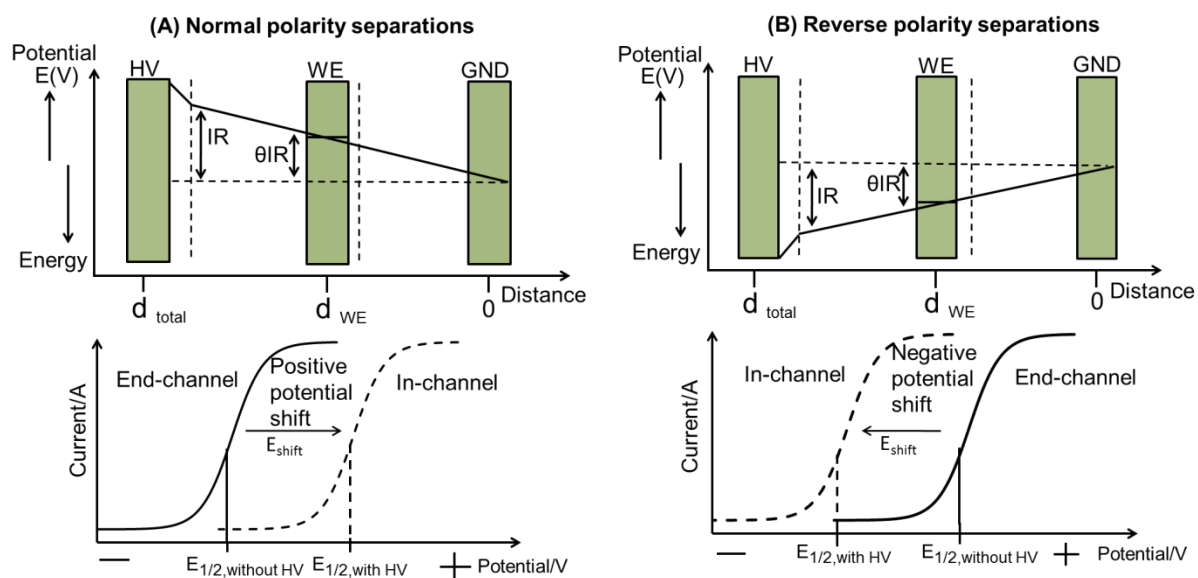 (A) Normal polarity separations
Potential
E(V)
HV
WE
GND
IR
θIR
Energy
d total
d WE
0
Distance
Current/A
End-channel
Positive
potential
shift
Eshift
In-channel
—
E1/2,without HV
E1/2,with HV
+
Potential/V
(B) Reverse polarity separations
Potential
E(V)
HV
WE
GND
IR
θIR
Energy
d total
d WE
0
Distance
Current/A
In-channel
Negative
potential
shift
Eshift
End-channel
—
E1/2,with HV
E1/2,without HV
+
Potential/V